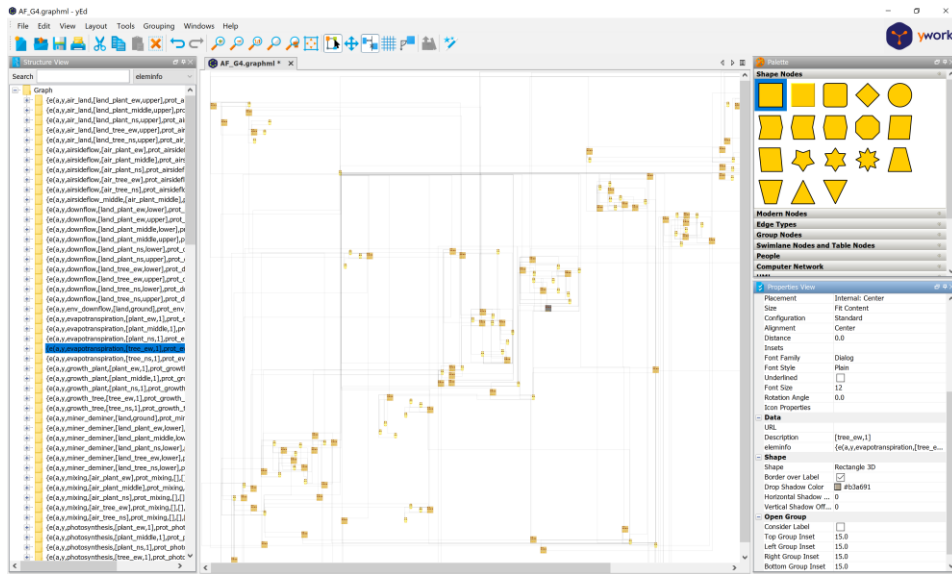 AF_G4.graphml - yEd
File Edit View Layout Tools Grouping Windows Help
ywork
Structure View
Search
eleminfo
Graph
{e(a,y,air_land,[land_plant_ew,upper],prot_a
{e(a,y,air_land,[land_plant_middle,upper],prc
{e(a,y,air_land,[land_plant_ns,upper],prot_ai
{e(a,y,air_land,[land_tree_ew,upper],prot_air
{e(a,y,air_land,[land_tree_ns,upper],prot_air_
{e(a,y,airsideflow,[air_plant_ew],prot_airsidef
{e(a,y,airsideflow,[air_plant_middle],prot_airs
{e(a,y,airsideflow,[air_plant_ns],prot_airsidef
{e(a,y,airsideflow,[air_tree_ew],prot_airsidefl
{e(a,y,airsideflow,[air_tree_ns],prot_airsidefl
{e(a,y,airsideflow_middle,[air_plant_middle],
{e(a,y,downflow,[land_plant_ew,lower],prot_
{e(a,y,downflow,[land_plant_ew,upper],prot_
{e(a,y,downflow,[land_plant_middle,lower],pr
{e(a,y,downflow,[land_plant_middle,upper],p
{e(a,y,downflow,[land_plant_ns,lower],prot_c
{e(a,y,downflow,[land_plant_ns,upper],prot_
{e(a,y,downflow,[land_tree_ew,lower],prot_d
{e(a,y,downflow,[land_tree_ew,upper],prot_d
{e(a,y,downflow,[land_tree_ns,lower],prot_d
{e(a,y,downflow,[land_tree_ns,upper],prot_d
{e(a,y,env_downflow,[land,ground],prot_env_
{e(a,y,evapotranspiration,[plant_ew,1],prot_e
{e(a,y,evapotranspiration,[plant_middle,1],pr
{e(a,y,evapotranspiration,[plant_ns,1],prot_e
{e(a,y,evapotranspiration,[tree_ew,1],prot_ev
{e(a,y,evapotranspiration,[tree_ns,1],prot_ev
{e(a,y,growth_plant,[plant_ew,1],prot_growth
{e(a,y,growth_plant,[plant_middle,1],prot_gr
{e(a,y,growth_plant,[plant_ns,1],prot_growth
{e(a,y,growth_tree,[tree_ew,1],prot_growth_
{e(a,y,growth_tree,[tree_ns,1],prot_growth_t
{e(a,y,miner_deminer,[land,ground],prot_mir
{e(a,y,miner_deminer,[land_plant_ew,lower],
{e(a,y,miner_deminer,[land_plant_middle,low
{e(a,y,miner_deminer,[land_plant_ns,lower],p
{e(a,y,miner_deminer,[land_tree_ew,lower],p
{e(a,y,miner_deminer,[land_tree_ns,lower],p
{e(a,y,mixing,[air_plant_ew],prot_mixing,[],[
{e(a,y,mixing,[air_plant_middle],prot_mixing,
{e(a,y,mixing,[air_plant_ns],prot_mixing,[],[]
{e(a,y,mixing,[air_tree_ew],prot_mixing,[],[],
{e(a,y,mixing,[air_tree_ns],prot_mixing,[],[],
{e(a,y,photosynthesis,[plant_ew,1],prot_phot
{e(a,y,photosynthesis,[plant_middle,1],prot_p
{e(a,y,photosynthesis,[plant_ns,1],prot_phot
{e(a,y,photosynthesis,[tree_ew,1],prot_photc
AF_G4.graphml *
Palette
Shape Nodes
Modern Nodes
Edge Types
Group Nodes
Swimlane Nodes and Table Nodes
People
Computer Network
Properties View
Placement Internal: Center
Size Fit Content
Configuration Standard
Alignment Center
Distance 0.0
Insets
Font Family Dialog
Font Style Plain
Underlined
Font Size 12
Rotation Angle 0.0
Icon Properties
Data
URL
Description [tree_ew,1]
eleminfo {e(a,y,evapotranspiration,[tree_e...
Shape
Shape Rectangle 3D
Border over Label
Drop Shadow Color #b3a691
Horizontal Shadow ... 0
Vertical Shadow Off... 0
Open Group
Consider Label
Top Group Inset 15.0
Left Group Inset 15.0
Right Group Inset 15.0
Bottom Group Inset 15.0